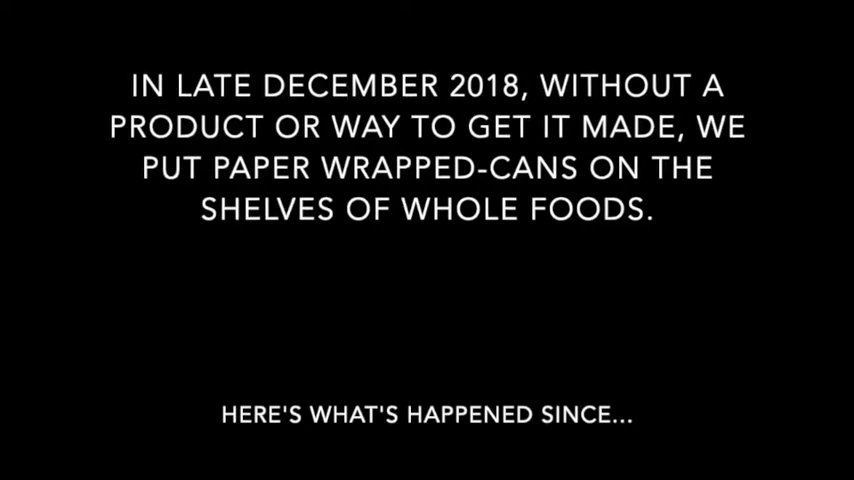 IN LATE DECEMBER 2018, WITHOUT A
PRODUCT OR WAY TO GET IT MADE, WE
PUT PAPER WRAPPED-CANS ON THE
SHELVES OF WHOLE FOODS.
HERE'S WHAT'S HAPPENED SINCE...